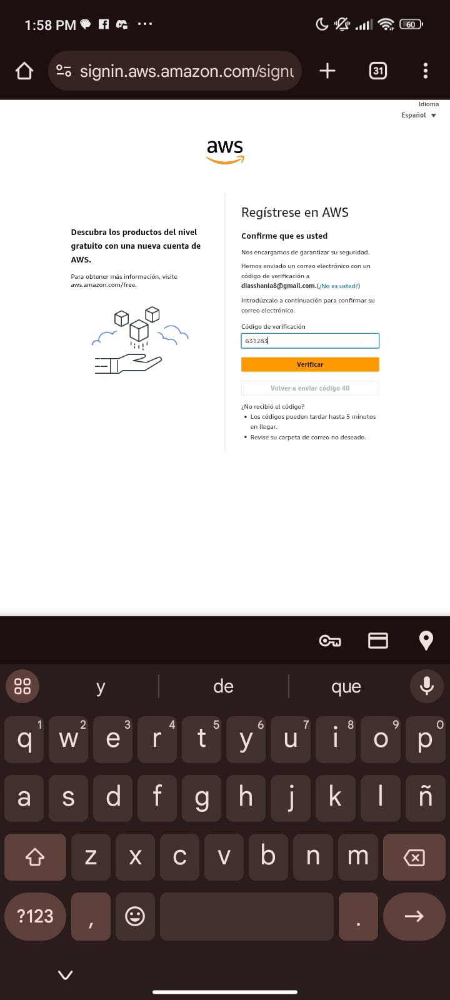 1:58 PM
60
signin.aws.amazon.com/signu
31
Idioma
Español
aws
Descubra los productos del nivel
gratuito con una nueva cuenta de
AWS.
Para obtener más información, visite
aws.amazon.com/free.
Regístrese en AWS
Confirme que es usted
Nos encargamos de garantizar su seguridad.
Hemos enviado un correo electrónico con un
código de verificación a
diasshania8@gmail.com.(¿No es usted?)
Introdúzcalo a continuación para confirmar su
correo electrónico.
Código de verificación
631283
Verificar
Volver a enviar código 40
¿No recibió el código?
• Los códigos pueden tardar hasta 5 minutos
en llegar.
• Revise su carpeta de correo no deseado.
y de que
1 2 3 4 5 6 7 8 9 0
q w e r t y u i o p
a s d f g h j k l ñ
z x c v b n m
?123 , .